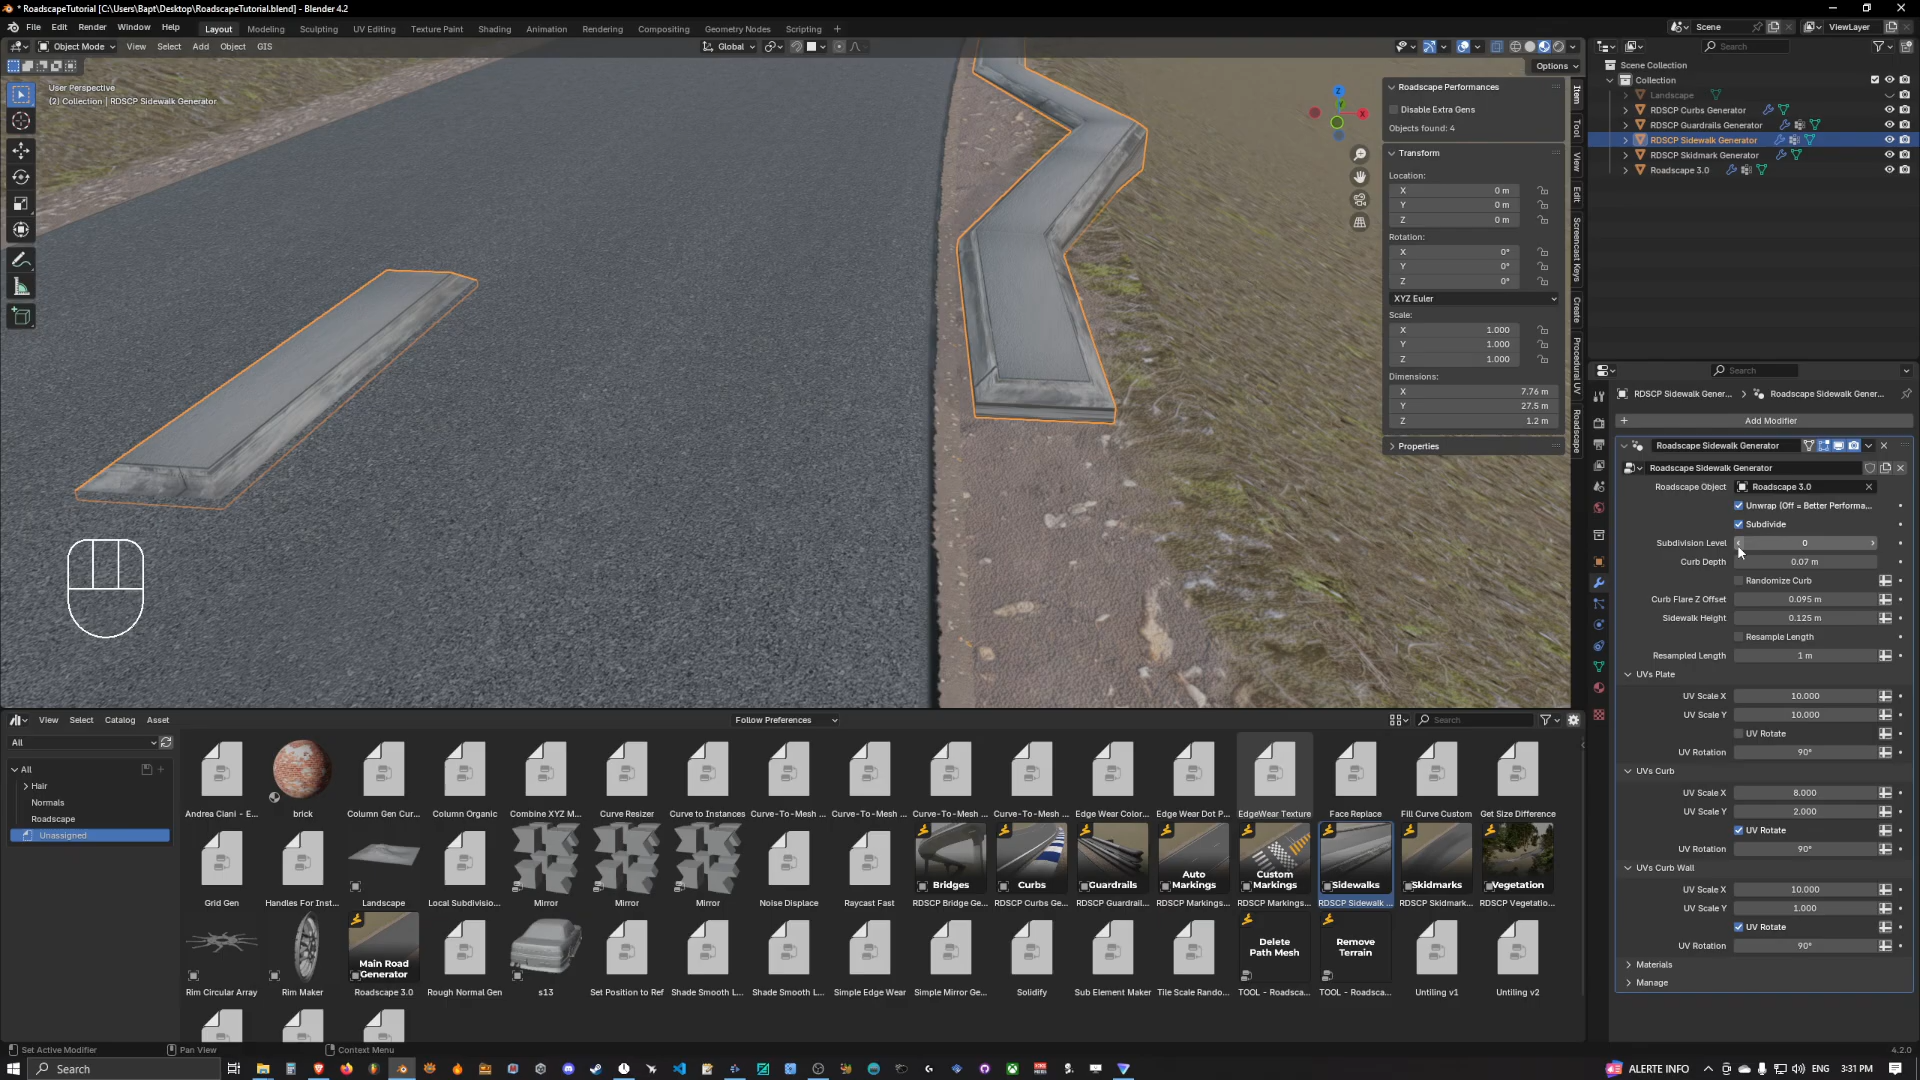 * RoadscapeTutorial [C:\Users\Bapt\Desktop\RoadscapeTutorial.blend] - Blender 4.2
File Edit Render Window Help Layout Modeling Sculpting UV Editing Texture Paint Shading Animation Rendering Compositing Geometry Nodes Scripting +
Scene ViewLayer
Object Mode View Select Add Object GIS Global
Search
Options
User Perspective
(2) Collection | RDSCP Sidewalk Generator
Scene Collection
Collection
Landscape
RDSCP Curbs Generator
RDSCP Guardrails Generator
RDSCP Sidewalk Generator
RDSCP Skidmark Generator
Roadscape 3.0
Z
X
Roadscape Performances
Disable Extra Gens
Objects found: 4
Transform
Location:
X 0 m
Y 0 m
Z 0 m
Rotation:
X 0°
Y 0°
Z 0°
XYZ Euler
Scale:
X 1.000
Y 1.000
Z 1.000
Dimensions:
X 7.76 m
Y 27.5 m
Z 1.2 m
Properties
Item
Tool
View
Edit
Screencast Keys
Create
Procedural UV
Roadscape
Search
RDSCP Sidewalk Gener... Roadscape Sidewalk Gener...
Add Modifier
Roadscape Sidewalk Generator
Roadscape Sidewalk Generator
Roadscape Object Roadscape 3.0
Unwrap (Off = Better Performa...
Subdivide
Subdivision Level 0
Curb Depth 0.07 m
Randomize Curb
Curb Flare Z Offset 0.095 m
Sidewalk Height 0.125 m
Resample Length
Resampled Length 1 m
UVs Plate
UV Scale X 10.000
UV Scale Y 10.000
UV Rotate
UV Rotation 90°
UVs Curb
UV Scale X 8.000
UV Scale Y 2.000
UV Rotate
UV Rotation 90°
UVs Curb Wall
UV Scale X 10.000
UV Scale Y 1.000
UV Rotate
UV Rotation 90°
Materials
Manage
View Select Catalog Asset Follow Preferences Search
All
All
Hair
Normals
Roadscape
Unassigned
Andrea Ciani - E... brick Column Gen Cur... Column Organic Combine XYZ M... Curve Resizer Curve to Instances Curve-To-Mesh ... Curve-To-Mesh ... Curve-To-Mesh ... Curve-To-Mesh ... Edge Wear Color... Edge Wear Dot P... EdgeWear Texture Face Replace Fill Curve Custom Get Size Difference
Bridges Curbs Guardrails Auto Markings Custom Markings Sidewalks Skidmarks Vegetation
Grid Gen Handles For Inst... Landscape Local Subdivisio... Mirror Mirror Mirror Noise Displace Raycast Fast RDSCP Bridge Ge... RDSCP Curbs Ge... RDSCP Guardrail... RDSCP Markings... RDSCP Markings... RDSCP Sidewalk ... RDSCP Skidmark... RDSCP Vegetatio...
Main Road Generator Delete Path Mesh Remove Terrain
Rim Circular Array Rim Maker Roadscape 3.0 Rough Normal Gen s13 Set Position to Ref Shade Smooth L... Shade Smooth L... Simple Edge Wear Simple Mirror Ge... Solidify Sub Element Maker Tile Scale Rando... TOOL - Roadsca... TOOL - Roadsca... Untiling v1 Untiling v2
Set Active Modifier Pan View Context Menu 4.2.0
Search ALERTE INFO ENG 3:31 PM